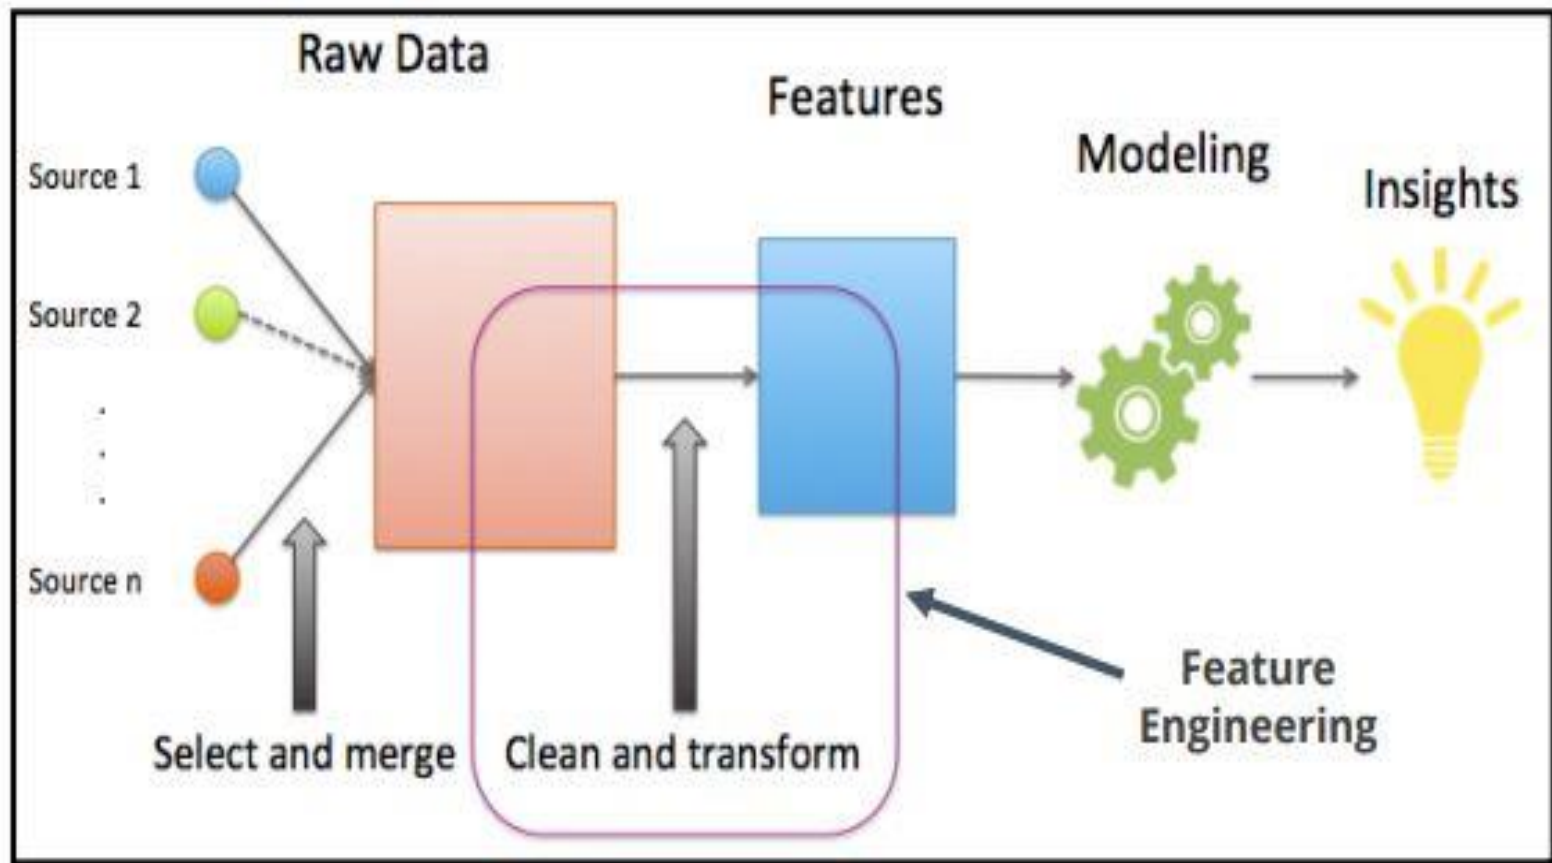 Raw Data
Features
Modeling
Insights
Source 1
Source 2
.
.
.
Source n
Select and merge
Clean and transform
Feature
Engineering